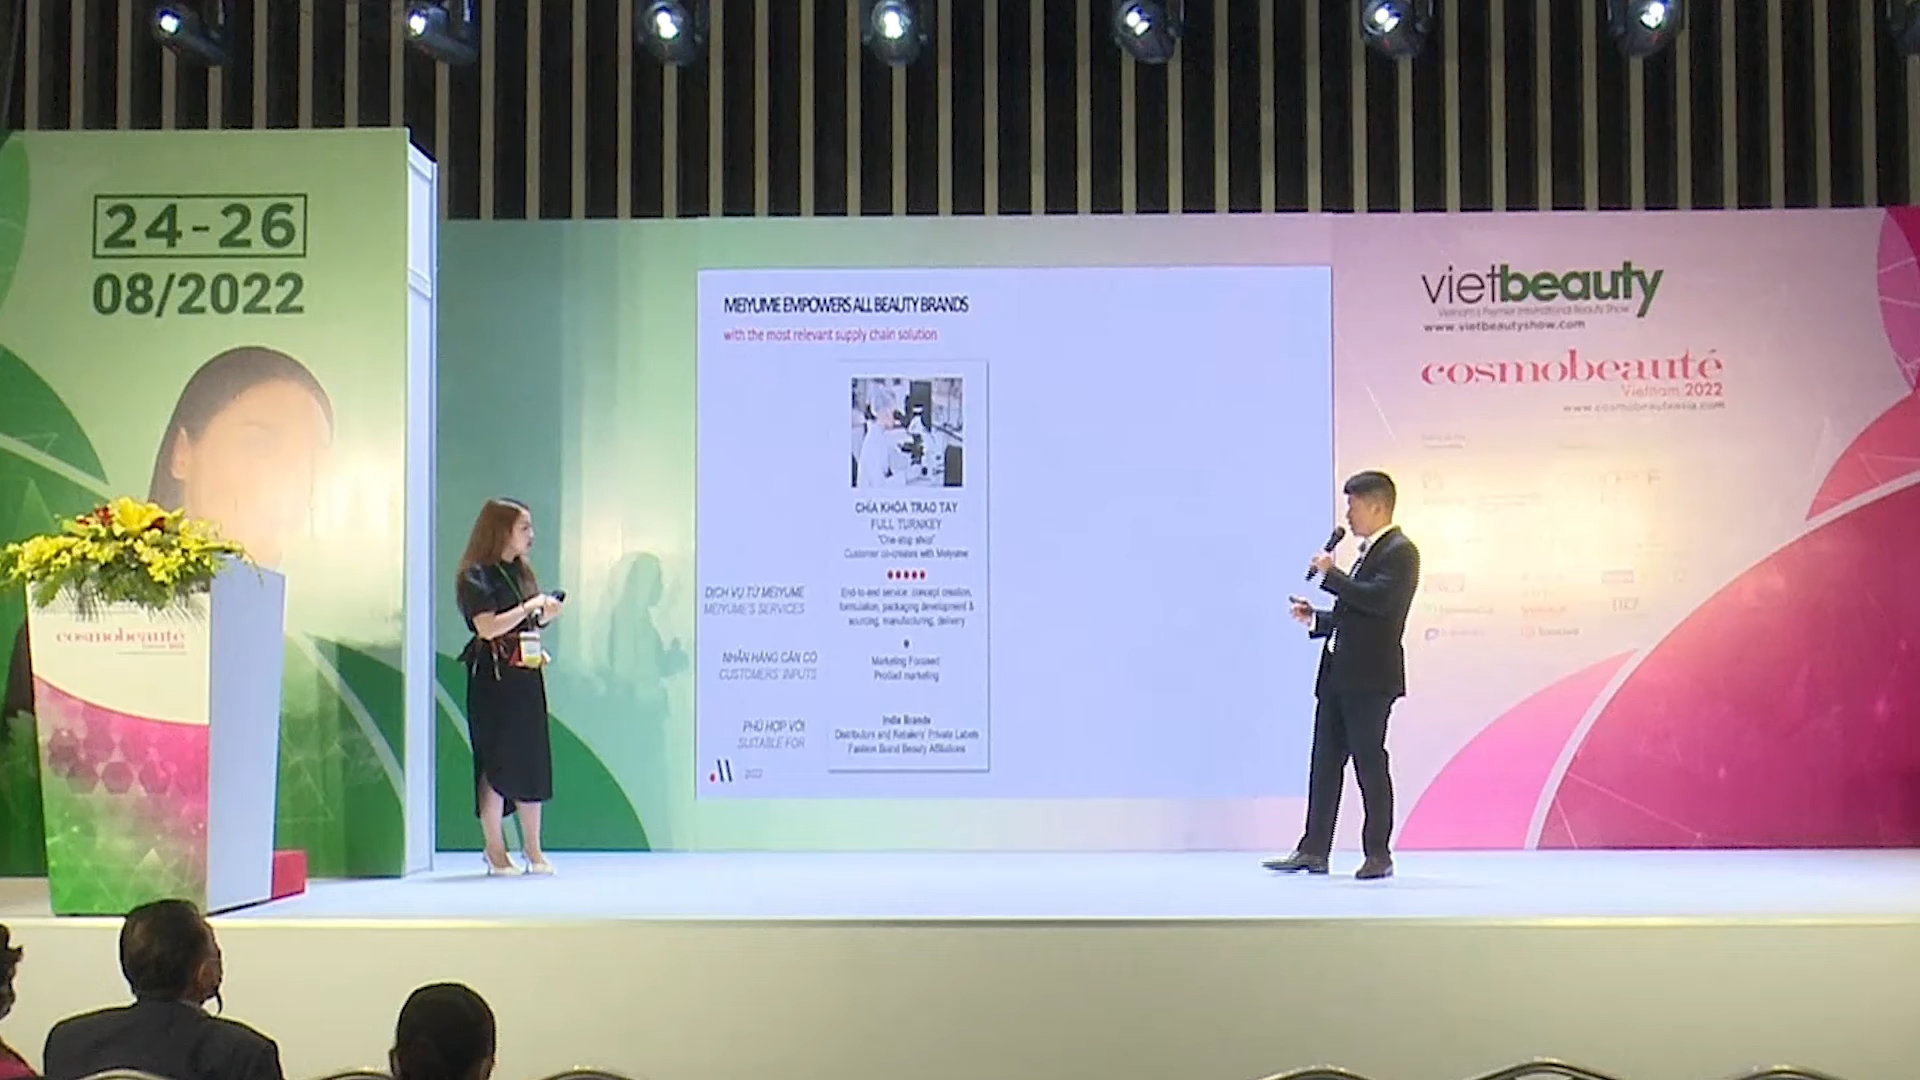 24-26
08/2022
MEIYUME EMPOWERS ALL BEAUTY BRANDS
with the most relevant supply chain solution
CHÌA KHÓA TRAO TAY
FULL TURNKEY
"One-stop shop"
Customer co-creates with Meiyume
DỊCH VỤ TỪ MEIYUME
MEIYUME'S SERVICES
End-to-end service: concept creation,
formulation, packaging development &
sourcing, manufacturing, delivery
NHÃN HÀNG CẦN CÓ
CUSTOMERS' INPUTS
Marketing Focused
Product marketing
PHÙ HỢP VỚI
SUITABLE FOR
Indie Brands
Distributors and Retailers' Private Labels
Fashion Brand Beauty Affiliations
2022
vietbeauty
Vietnam's Premier International Beauty Show
www.vietbeautyshow.com
cosmobeauté
Vietnam 2022
www.cosmobeauteasia.com
cosmobeauté